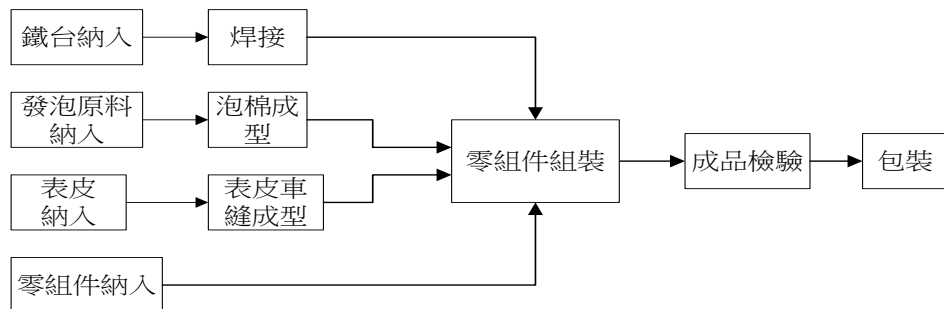 鐵台納入
焊接
發泡原料
納入
泡棉成
型
零組件組裝
成品檢驗
包裝
表皮
納入
表皮車
縫成型
零組件納入